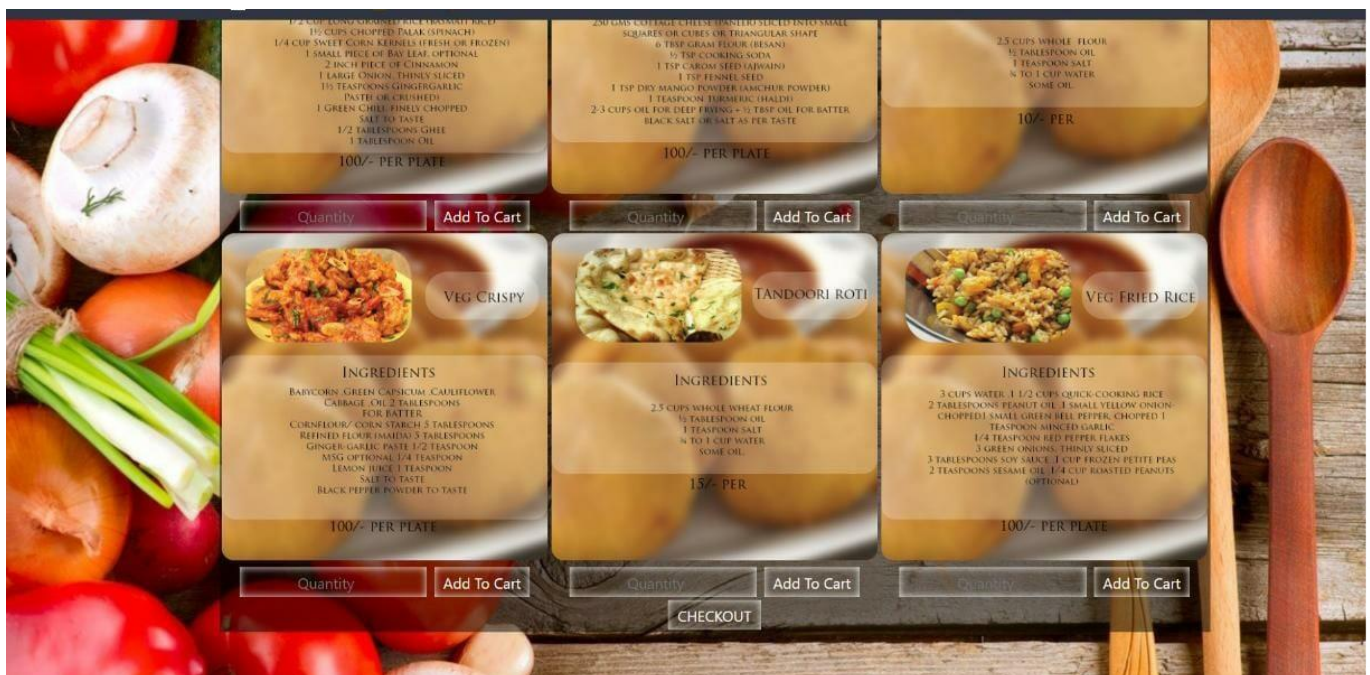 1/2 CUP LONG GRAINED RICE (BASMATI RICE)
1½ CUPS CHOPPED PALAK (SPINACH)
1/4 CUP SWEET CORN KERNELS (FRESH OR FROZEN)
1 SMALL PIECE OF BAY LEAF, OPTIONAL
2 INCH PIECE OF CINNAMON
1 LARGE ONION, THINLY SLICED
1½ TEASPOONS GINGERGARLIC
PASTE( OR CRUSHED)
1 GREEN CHILI, FINELY CHOPPED
SALT TO TASTE
1/2 TABLESPOONS GHEE
1 TABLESPOON OIL
100/- PER PLATE
250 GMS COTTAGE CHEESE (PANEER) SLICED INTO SMALL
SQUARES OR CUBES OR TRIANGULAR SHAPE
6 TBSP GRAM FLOUR (BESAN)
½ TSP COOKING SODA
1 TSP CAROM SEED (AJWAIN)
1 TSP FENNEL SEED
1 TSP DRY MANGO POWDER (AMCHUR POWDER)
1 TEASPOON TURMERIC (HALDI)
2-3 CUPS OIL FOR DEEP FRYING + ½ TBSP OIL FOR BATTER
BLACK SALT OR SALT AS PER TASTE
100/- PER PLATE
2.5 CUPS WHOLE FLOUR
½ TABLESPOON OIL
1 TEASPOON SALT
¾ TO 1 CUP WATER
SOME OIL.
10/- PER
Quantity Add To Cart
Quantity Add To Cart
Quantity Add To Cart
VEG CRISPY
INGREDIENTS
BABYCORN ,GREEN CAPSICUM ,CAULIFLOWER
CABBAGE ,OIL 2 TABLESPOONS
FOR BATTER
CORNFLOUR/ CORN STARCH 5 TABLESPOONS
REFINED FLOUR (MAIDA) 5 TABLESPOONS
GINGER-GARLIC PASTE 1/2 TEASPOON
MSG OPTIONAL 1/4 TEASPOON
LEMON JUICE 1 TEASPOON
SALT TO TASTE
BLACK PEPPER POWDER TO TASTE
100/- PER PLATE
TANDOORI ROTI
INGREDIENTS
2.5 CUPS WHOLE WHEAT FLOUR
½ TABLESPOON OIL
1 TEASPOON SALT
¾ TO 1 CUP WATER
SOME OIL.
15/- PER
VEG FRIED RICE
INGREDIENTS
3 CUPS WATER ,1 1/2 CUPS QUICK-COOKING RICE
2 TABLESPOONS PEANUT OIL ,1 SMALL YELLOW ONION-
CHOPPED1 SMALL GREEN BELL PEPPER, CHOPPED 1
TEASPOON MINCED GARLIC
1/4 TEASPOON RED PEPPER FLAKES
3 GREEN ONIONS, THINLY SLICED
3 TABLESPOONS SOY SAUCE ,1 CUP FROZEN PETITE PEAS
2 TEASPOONS SESAME OIL ,1/4 CUP ROASTED PEANUTS
(OPTIONAL)
100/- PER PLATE
Quantity Add To Cart
Quantity Add To Cart
Quantity Add To Cart
CHECKOUT